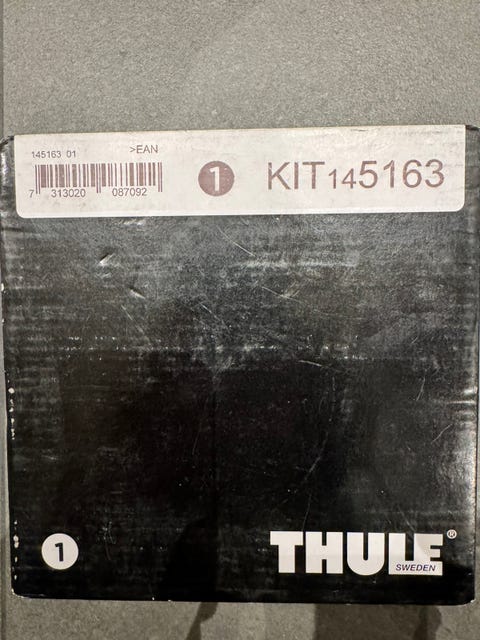 145163 01 >EAN
7 313020 087092
1 KIT145163
1
THULE®
SWEDEN